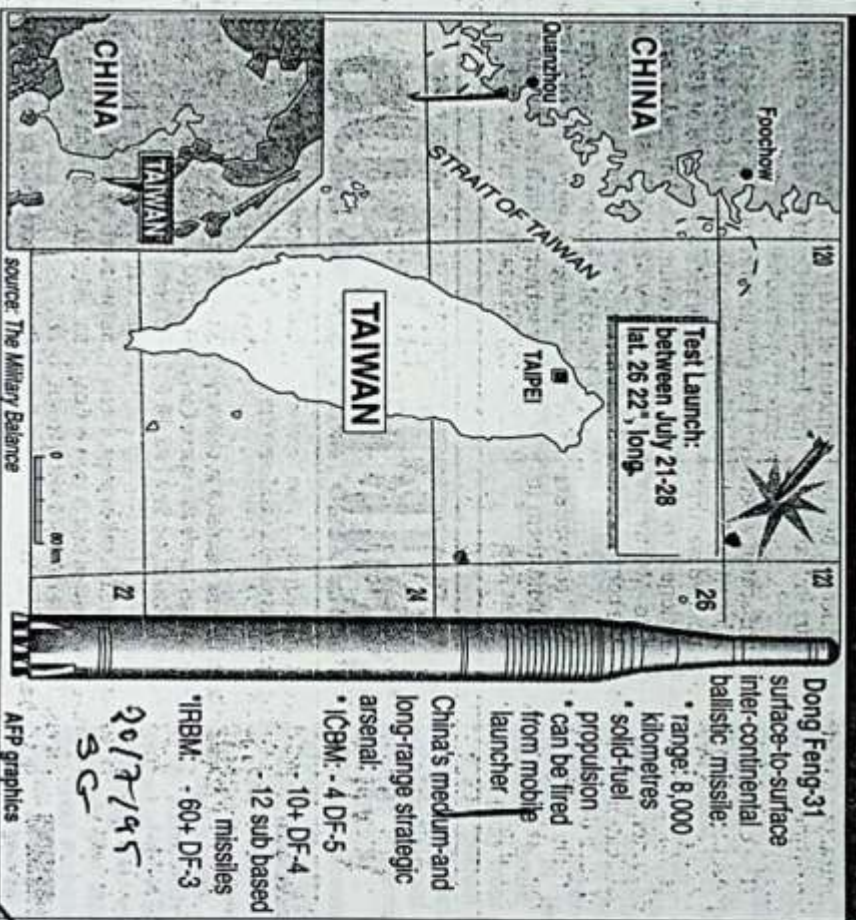 CHINA
Foochow
Quanzhou
STRAIT OF TAIWAN
CHINA
TAIWAN
120
123
26
24
22
Test Launch:
between July 21-28
lat. 26 22", long.
TAIPEI
TAIWAN
0
80 km
source: The Military Balance
Dong Feng-31
surface-to-surface
inter-continental
ballistic missile:
* range: 8,000
kilometres
* solid-fuel
propulsion
* can be fired
from mobile
launcher
China's medium-and
long-range strategic
arsenal:
*ICBM: - 4 DF-5
- 10+ DF-4
- 12 sub based
missiles
*IRBM: - 60+ DF-3
20/7/95
SG
AFP graphics